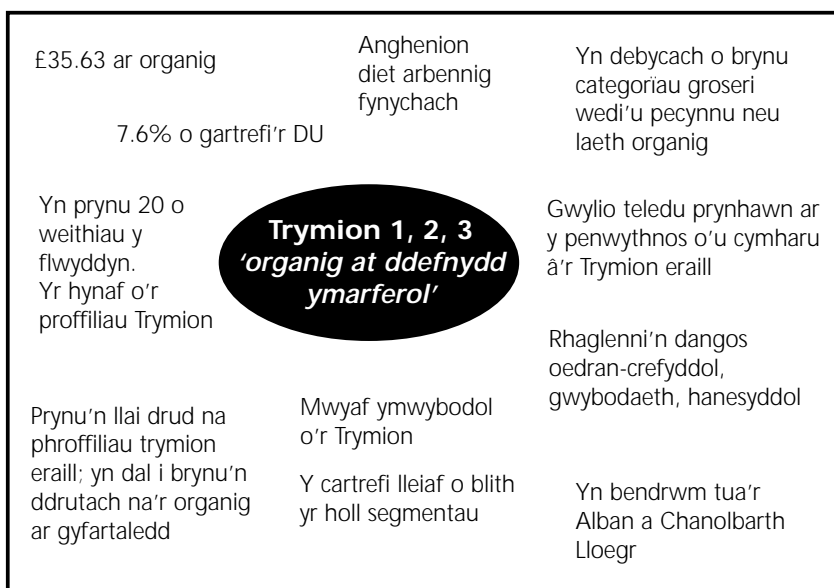 £35.63 ar organig
7.6% o gartrefi'r DU
Anghenion
diet arbennig
fynychach
Yn debycach o brynu
categorïau groseri
wedi'u pecynnu neu
laeth organig
Yn prynu 20 o
weithiau y
flwyddyn.
Yr hynaf o'r
proffiliau Trymion
Trymion 1, 2, 3
‘organig at ddefnydd
ymarferol’
Gwylio teledu prynhawn ar
y penwythnos o'u cymharu
â'r Trymion eraill
Rhaglenni'n dangos
oedran-crefyddol,
gwybodaeth, hanesyddol
Prynu'n llai drud na
phroffiliau trymion
eraill; yn dal i brynu'n
ddrutach na'r organig
ar gyfartaledd
Mwyaf ymwybodol
o'r Trymion
Y cartrefi lleiaf o blith
yr holl segmentau
Yn bendrwm tua'r
Alban a Chanolbarth
Lloegr